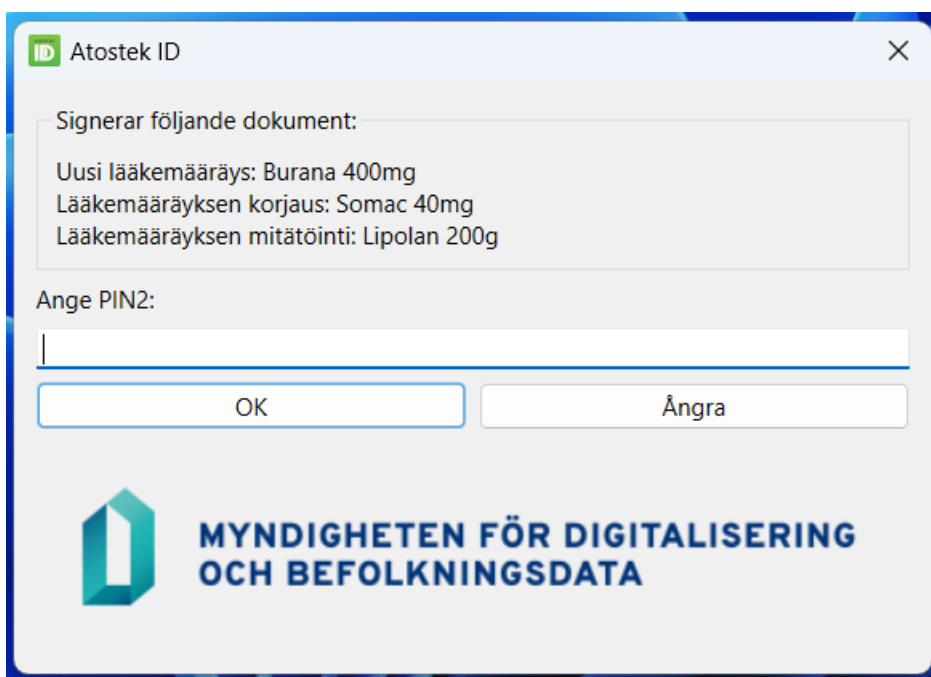 Atostek ID
Signerar följande dokument:
Uusi lääkemääräys: Burana 400mg
Lääkemääräyksen korjaus: Somac 40mg
Lääkemääräyksen mitätöinti: Lipolan 200g
Ange PIN2:
OK
Ångra
MYNDIGHETEN FÖR DIGITALISERING
OCH BEFOLKNINGSDATA